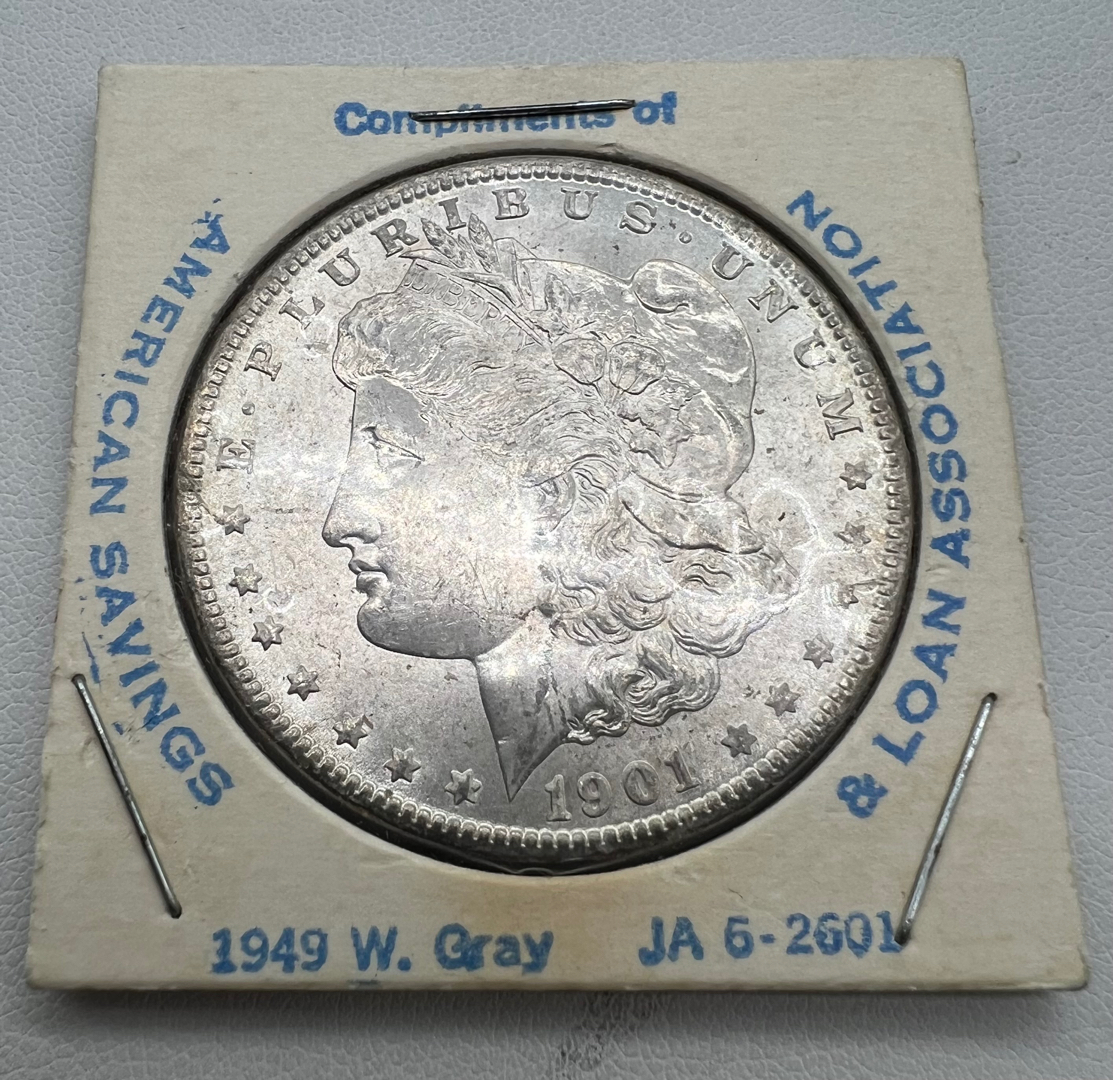 Compliments of
AMERICAN SAVINGS
& LOAN ASSOCIATION
E·PLURIBUS·UNUM
1901
1949 W. Gray JA 6-2601